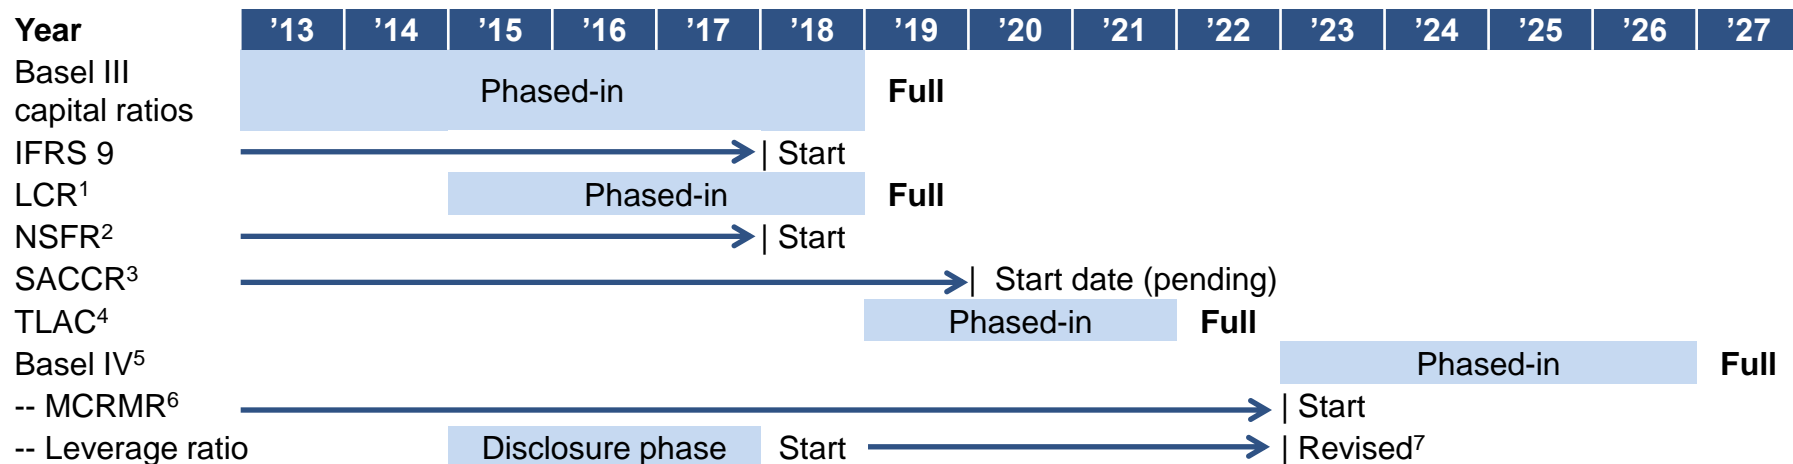 Year ’13 ’14 ’15 ’16 ’17 ’18 ’19 ’20 ’21 ’22 ’23 ’24 ’25 ’26 ’27
Basel III
capital ratios Phased-in Full
IFRS 9 | Start
LCR¹ Phased-in Full
NSFR² | Start
SACCR³ | Start date (pending)
TLAC⁴ Phased-in Full
Basel IV⁵ Phased-in Full
-- MCRMR⁶ | Start
-- Leverage ratio Disclosure phase Start | Revised⁷